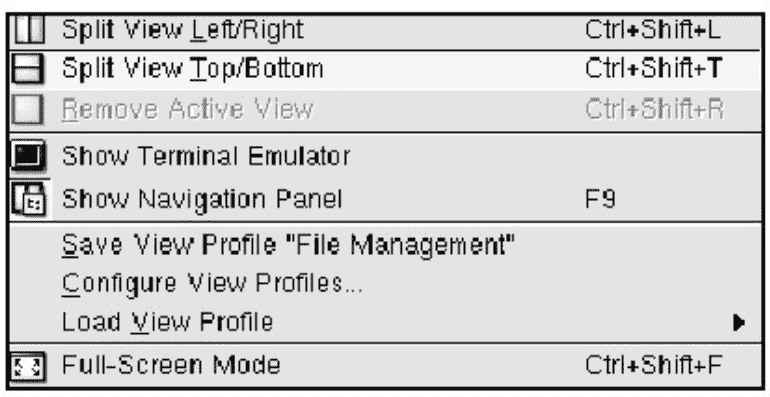 Split View Left/Right Ctrl+Shift+L
Split View Top/Bottom Ctrl+Shift+T
Remove Active View Ctrl+Shift+R
Show Terminal Emulator
Show Navigation Panel F9
Save View Profile "File Management"
Configure View Profiles...
Load View Profile
Full-Screen Mode Ctrl+Shift+F